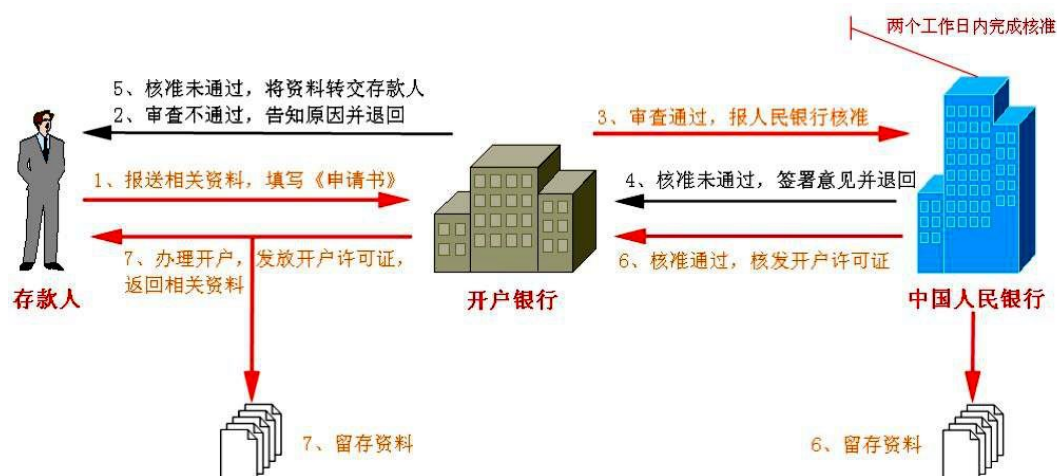 两个工作日内完成核准
5、核准未通过，将资料转交存款人
2、审查不通过，告知原因并退回
3、审查通过，报人民银行核准
1、报送相关资料，填写《申请书》
4、核准未通过，签署意见并退回
7、办理开户，发放开户许可证，
返回相关资料
6、核准通过，核发开户许可证
存款人
开户银行
中国人民银行
7、留存资料
6、留存资料